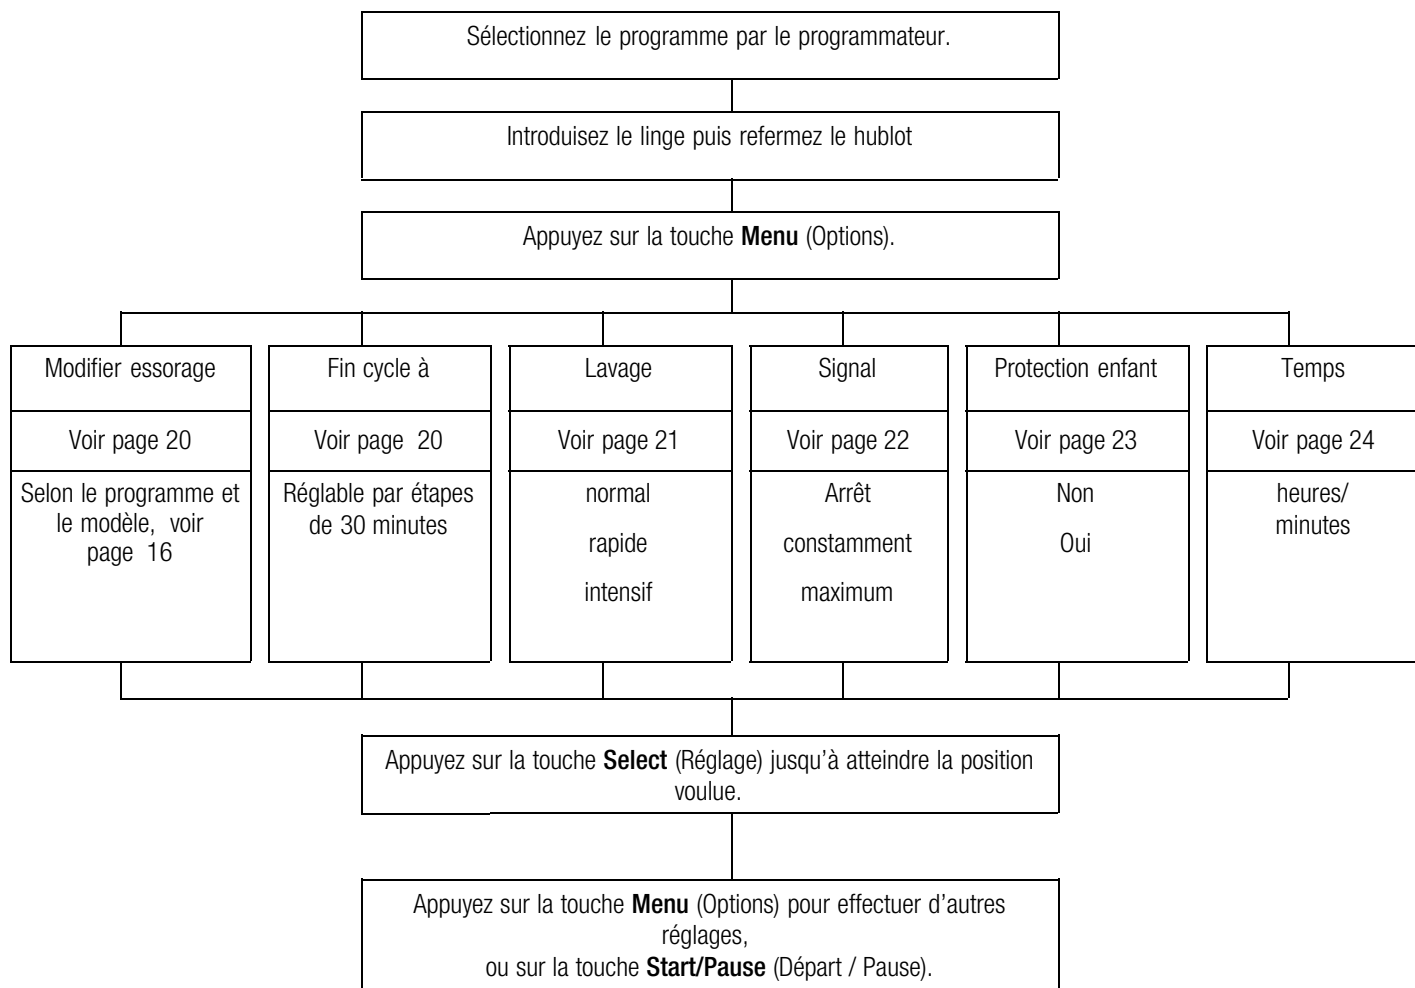 Sélectionnez le programme par le programmateur.
Introduisez le linge puis refermez le hublot
Appuyez sur la touche Menu (Options).
Modifier essorage
Voir page 20
Selon le programme et
le modèle, voir
page 16
Fin cycle à
Voir page 20
Réglable par étapes
de 30 minutes
Lavage
Voir page 21
normal
rapide
intensif
Signal
Voir page 22
Arrêt
constamment
maximum
Protection enfant
Voir page 23
Non
Oui
Temps
Voir page 24
heures/
minutes
Appuyez sur la touche Select (Réglage) jusqu'à atteindre la position
voulue.
Appuyez sur la touche Menu (Options) pour effectuer d'autres
réglages,
ou sur la touche Start/Pause (Départ / Pause).